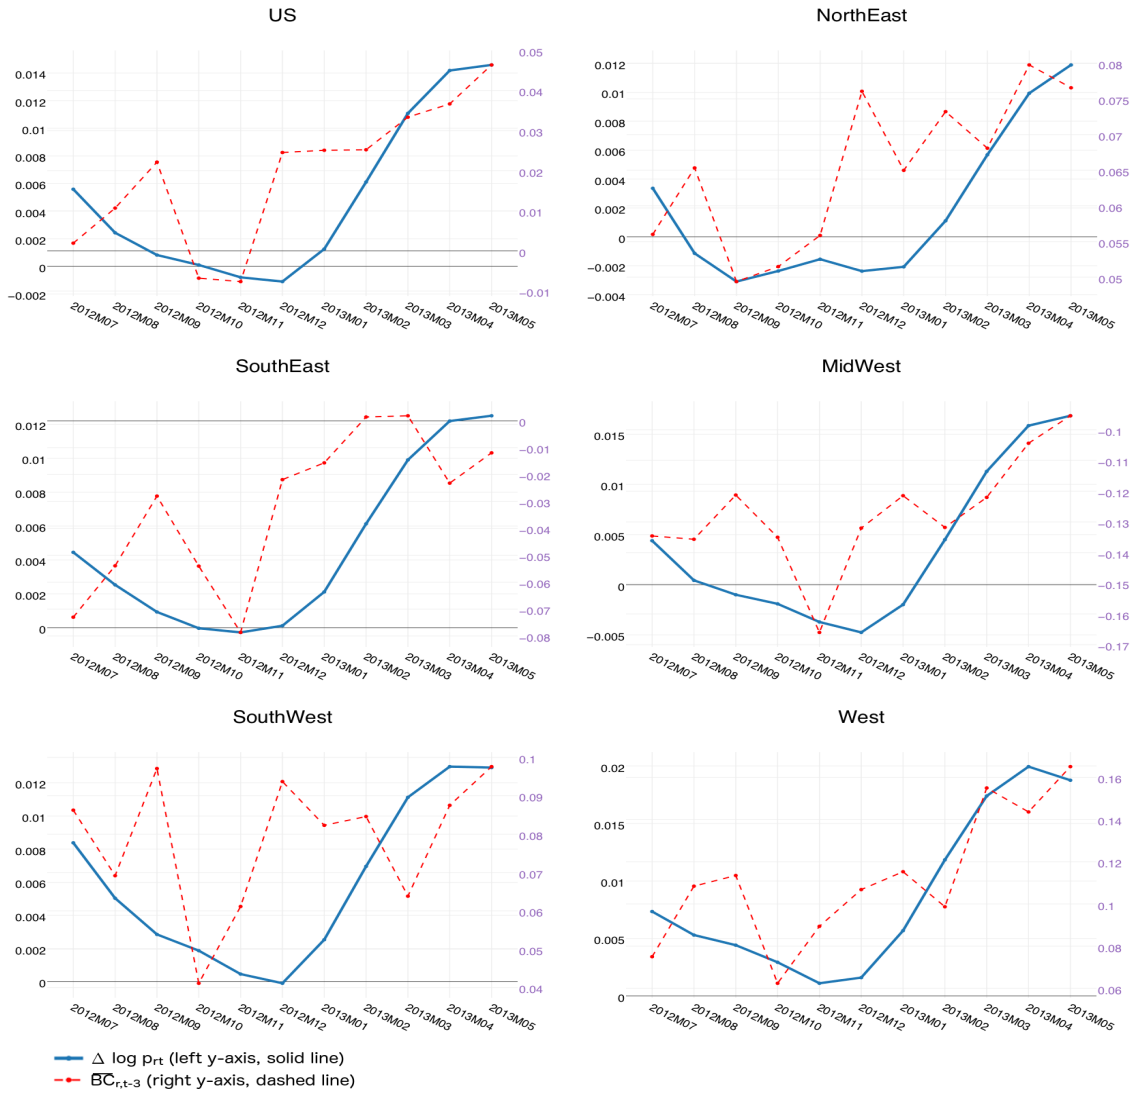 US
NorthEast
0.014
0.012
0.01
0.008
0.006
0.004
0.002
0
−0.002
0.05
0.04
0.03
0.02
0.01
0
−0.01
2012M07
2012M08
2012M09
2012M10
2012M11
2012M12
2013M01
2013M02
2013M03
2013M04
2013M05
0.012
0.01
0.008
0.006
0.004
0.002
0
−0.002
−0.004
0.08
0.075
0.07
0.065
0.06
0.055
0.05
2012M07
2012M08
2012M09
2012M10
2012M11
2012M12
2013M01
2013M02
2013M03
2013M04
2013M05
SouthEast
MidWest
0.012
0.01
0.008
0.006
0.004
0.002
0
0
−0.01
−0.02
−0.03
−0.04
−0.05
−0.06
−0.07
−0.08
2012M07
2012M08
2012M09
2012M10
2012M11
2012M12
2013M01
2013M02
2013M03
2013M04
2013M05
0.015
0.01
0.005
0
−0.005
−0.1
−0.11
−0.12
−0.13
−0.14
−0.15
−0.16
−0.17
2012M07
2012M08
2012M09
2012M10
2012M11
2012M12
2013M01
2013M02
2013M03
2013M04
2013M05
SouthWest
West
0.012
0.01
0.008
0.006
0.004
0.002
0
0.1
0.09
0.08
0.07
0.06
0.05
0.04
2012M07
2012M08
2012M09
2012M10
2012M11
2012M12
2013M01
2013M02
2013M03
2013M04
2013M05
0.02
0.015
0.01
0.005
0
0.16
0.14
0.12
0.1
0.08
0.06
2012M07
2012M08
2012M09
2012M10
2012M11
2012M12
2013M01
2013M02
2013M03
2013M04
2013M05
Δ log prt (left y-axis, solid line)
B̅C̅r,t-3 (right y-axis, dashed line)